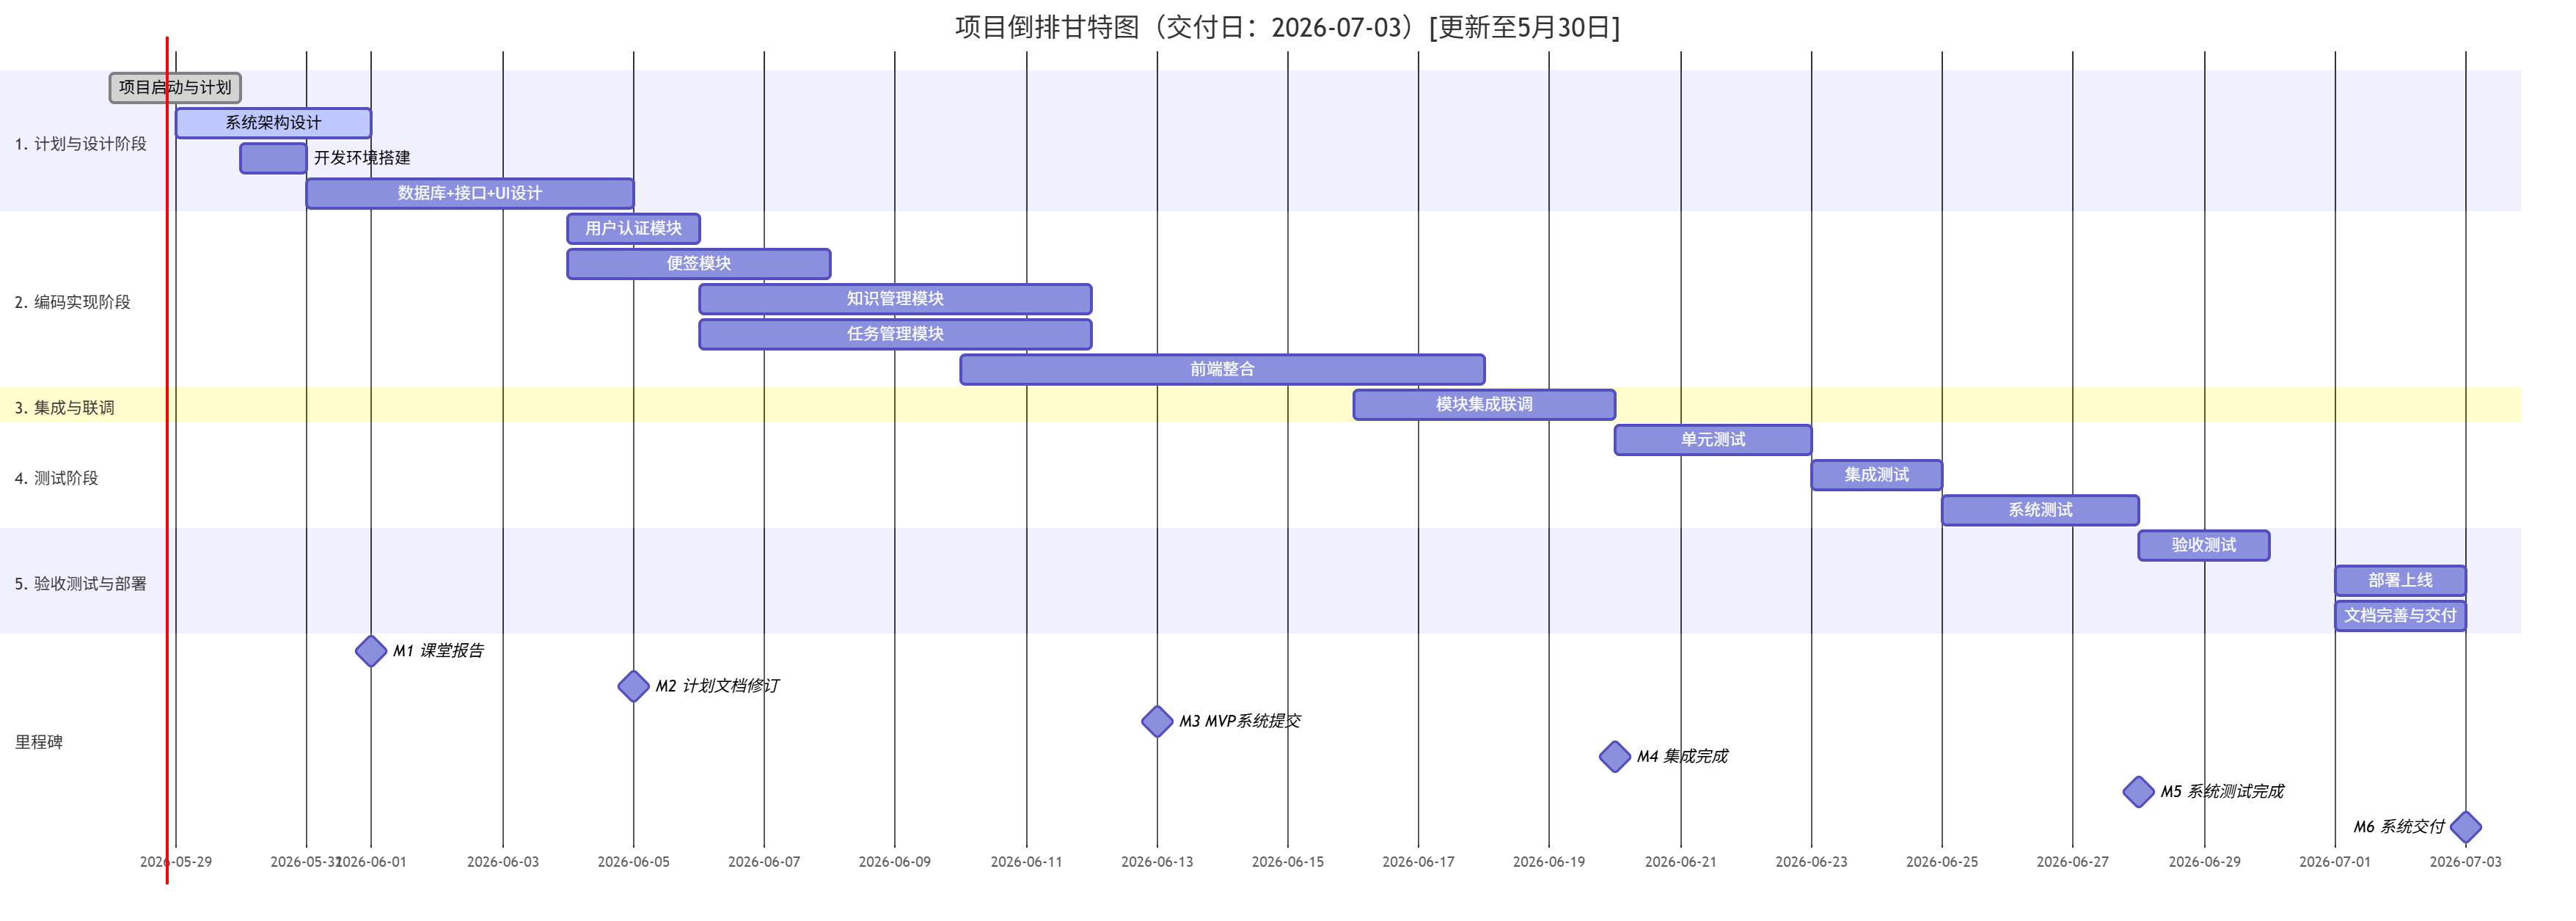 项目倒排甘特图（交付日：2026-07-03）[更新至5月30日]
1. 计划与设计阶段
项目启动与计划
系统架构设计
开发环境搭建
数据库+接口+UI设计
2. 编码实现阶段
用户认证模块
便签模块
知识管理模块
任务管理模块
前端整合
3. 集成与联调
模块集成联调
4. 测试阶段
单元测试
集成测试
系统测试
5. 验收测试与部署
验收测试
部署上线
文档完善与交付
里程碑
M1 课堂报告
M2 计划文档修订
M3 MVP系统提交
M4 集成完成
M5 系统测试完成
M6 系统交付
2026-05-29
2026-05-31
2026-06-01
2026-06-03
2026-06-05
2026-06-07
2026-06-09
2026-06-11
2026-06-13
2026-06-15
2026-06-17
2026-06-19
2026-06-21
2026-06-23
2026-06-25
2026-06-27
2026-06-29
2026-07-01
2026-07-03